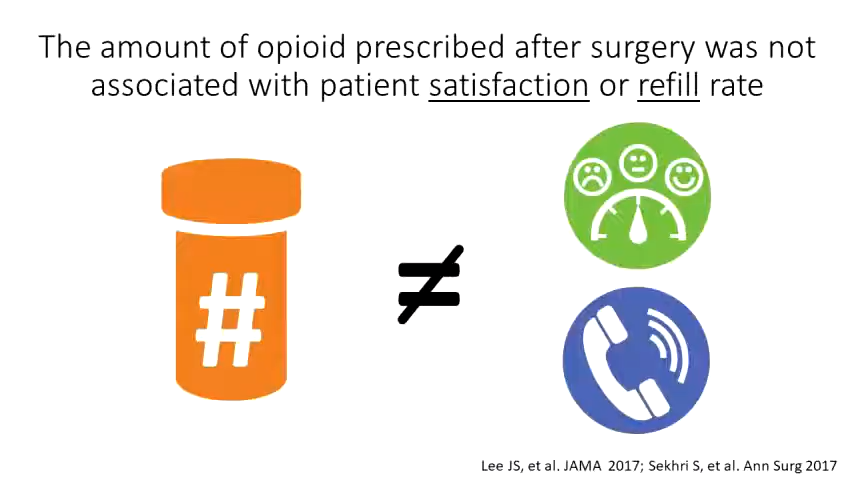 The amount of opioid prescribed after surgery was not
associated with patient satisfaction or refill rate
#
≠
Lee JS, et al. JAMA 2017; Sekhri S, et al. Ann Surg 2017